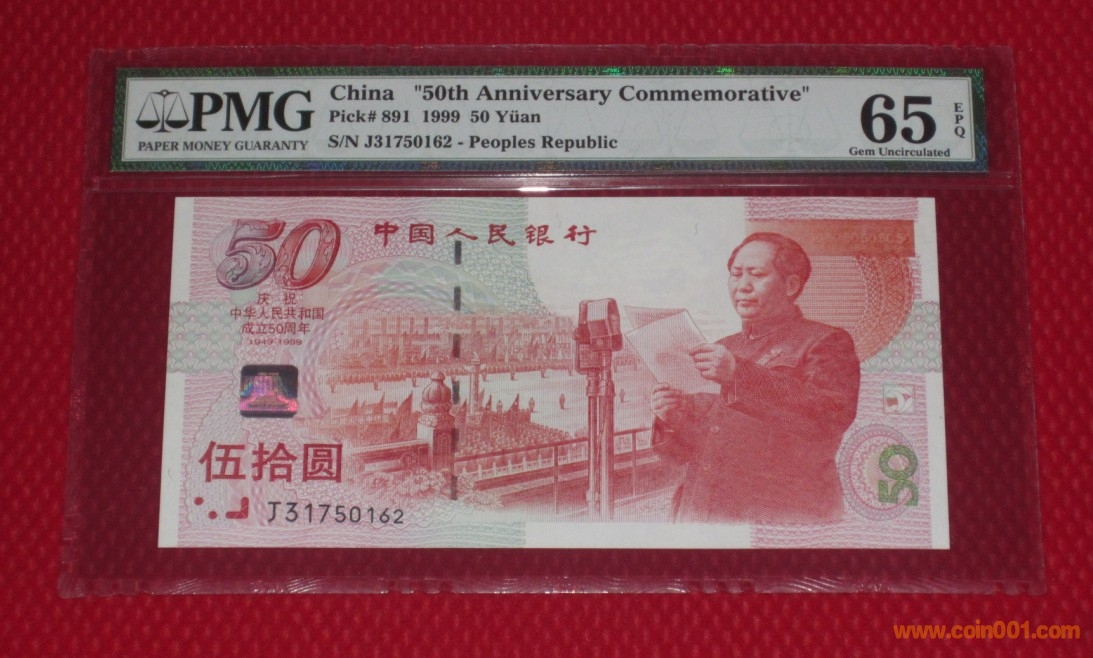 PMG
PAPER MONEY GUARANTY
China "50th Anniversary Commemorative"
Pick# 891 1999 50 Yüan
S/N J31750162 - Peoples Republic
65
EPQ
Gem Uncirculated
50
中国人民银行
庆祝
中华人民共和国
成立50周年
1949-1999
伍拾圆
J31750162
50
www.coin001.com